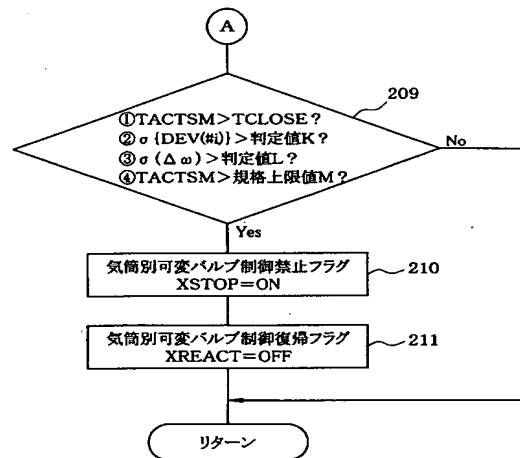 A
209
①TACTSM>TCLOSE?
②σ{DEV(#i)}>判定値K?
③σ(Δω)>判定値L?
④TACTSM>規格上限値M?
No
Yes
気筒別可変バルブ制御禁止フラグ
XSTOP=ON
210
気筒別可変バルブ制御復帰フラグ
XREACT=OFF
211
リターン